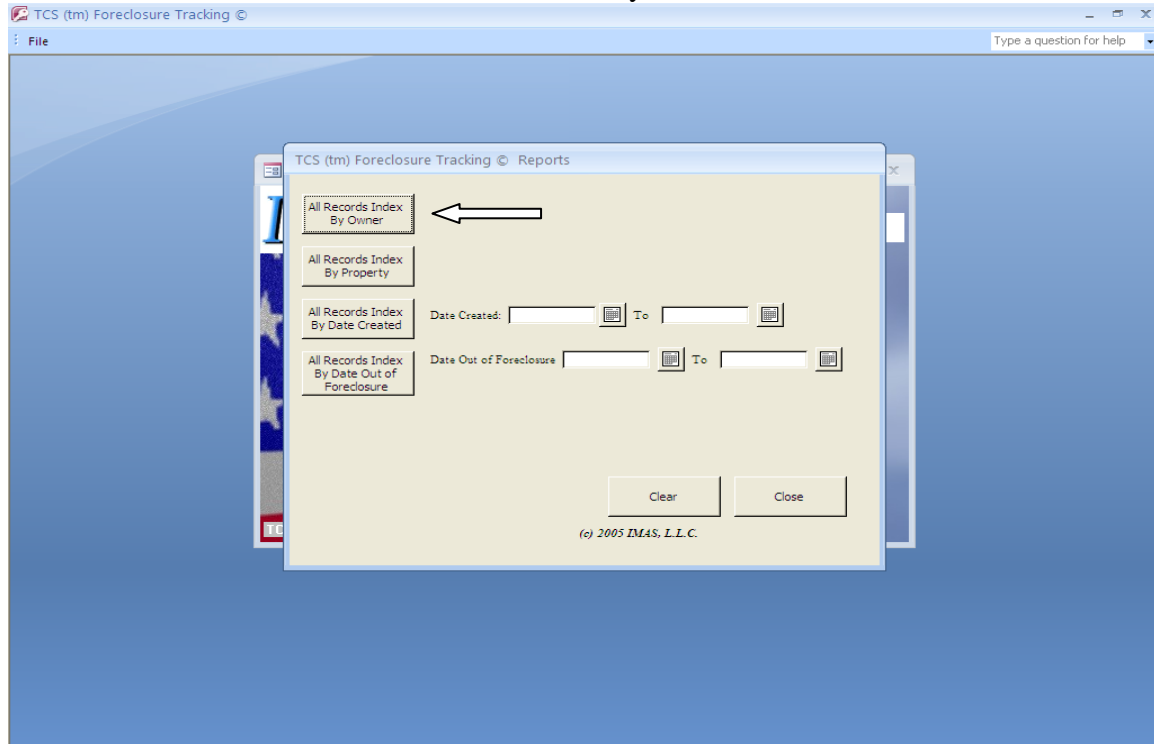 TCS (tm) Foreclosure Tracking ©
File
Type a question for help
TCS (tm) Foreclosure Tracking © Reports
All Records Index
By Owner
All Records Index
By Property
All Records Index
By Date Created
Date Created:
To
All Records Index
By Date Out of
Foreclosure
Date Out of Foreclosure
To
Clear
Close
(c) 2005 IMAS, L.L.C.
TC